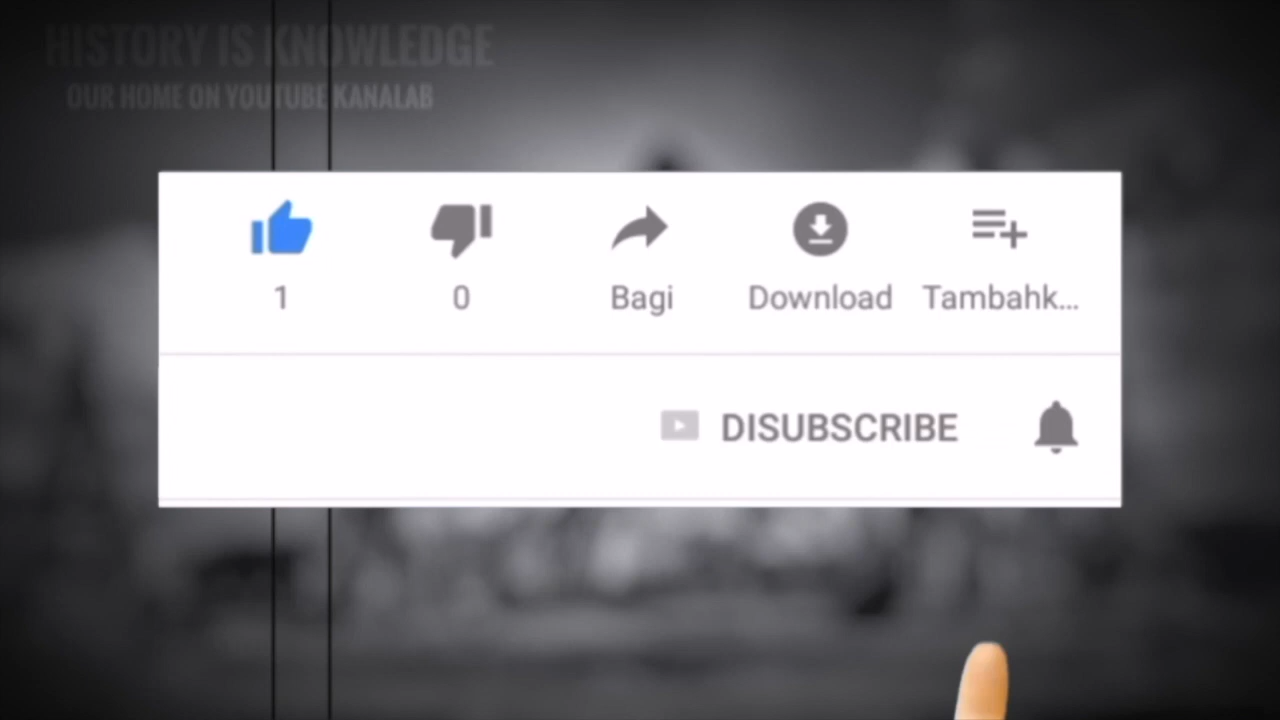 HISTORY IS KNOWLEDGE
OUR HOME ON YOUTUBE KANALAB
1 0 Bagi Download Tambahk...
DISUBSCRIBE